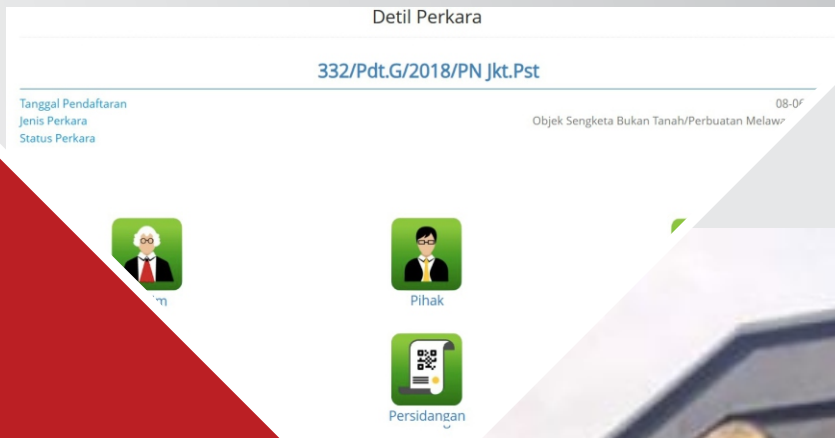 Detil Perkara
332/Pdt.G/2018/PN Jkt.Pst
Tanggal Pendaftaran
Jenis Perkara
Objek Sengketa Bukan Tanah/Perbuatan
Status Perkara
Pihak
Persidangan